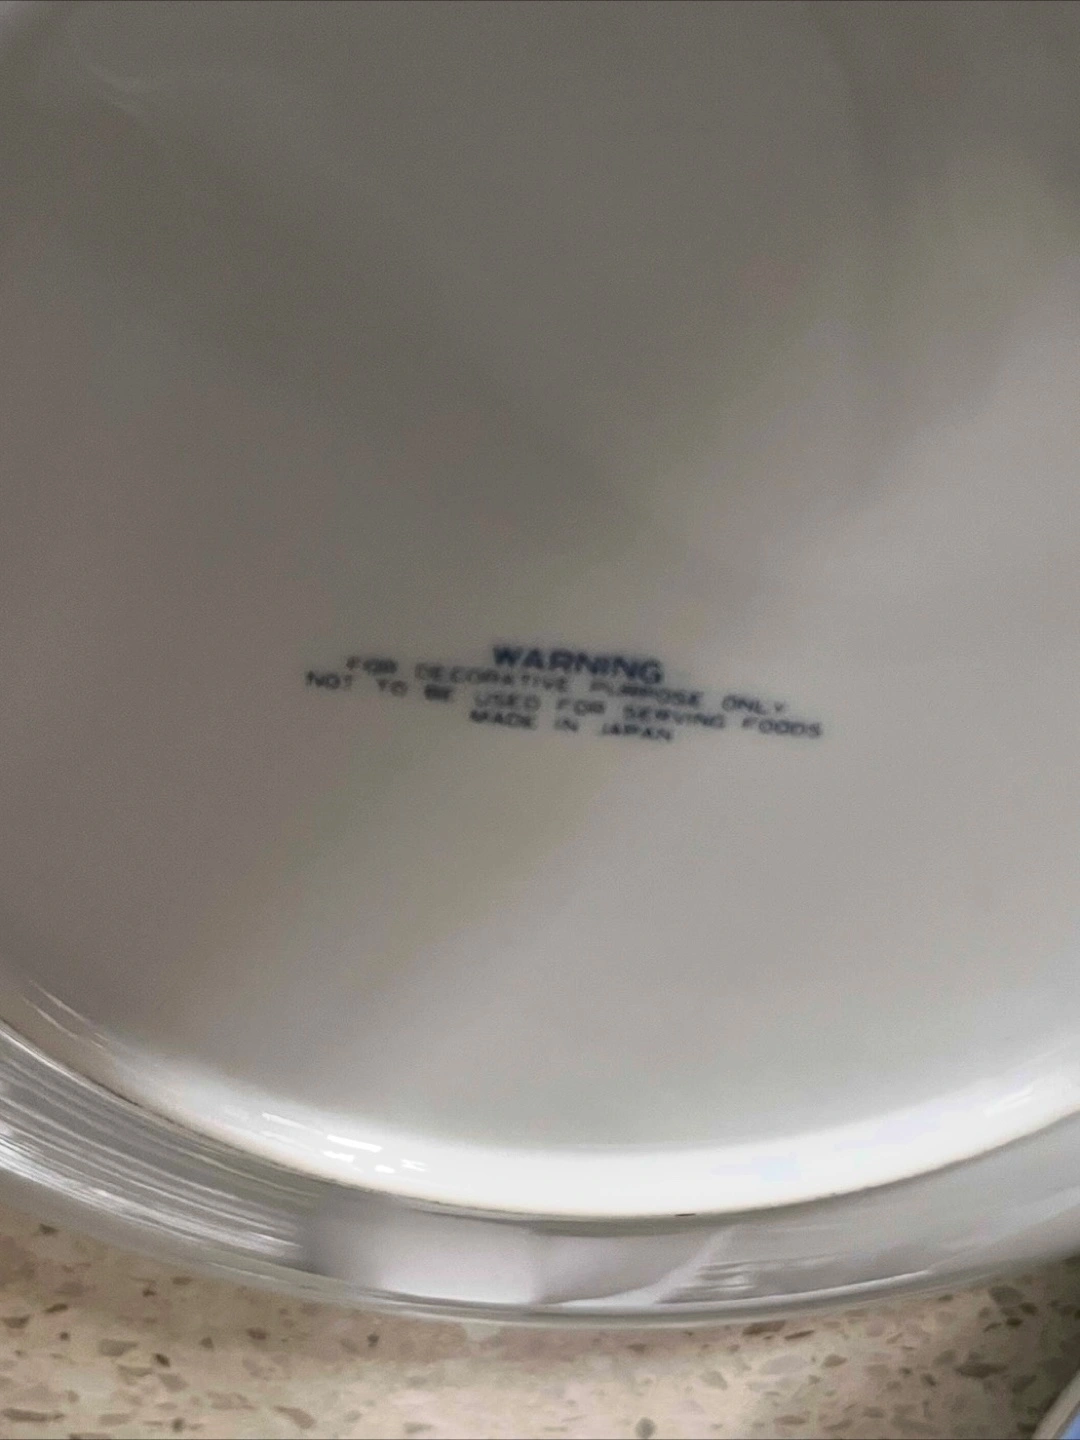 WARNING
FOR DECORATIVE PURPOSE ONLY
NOT TO BE USED FOR SERVING FOODS
MADE IN JAPAN